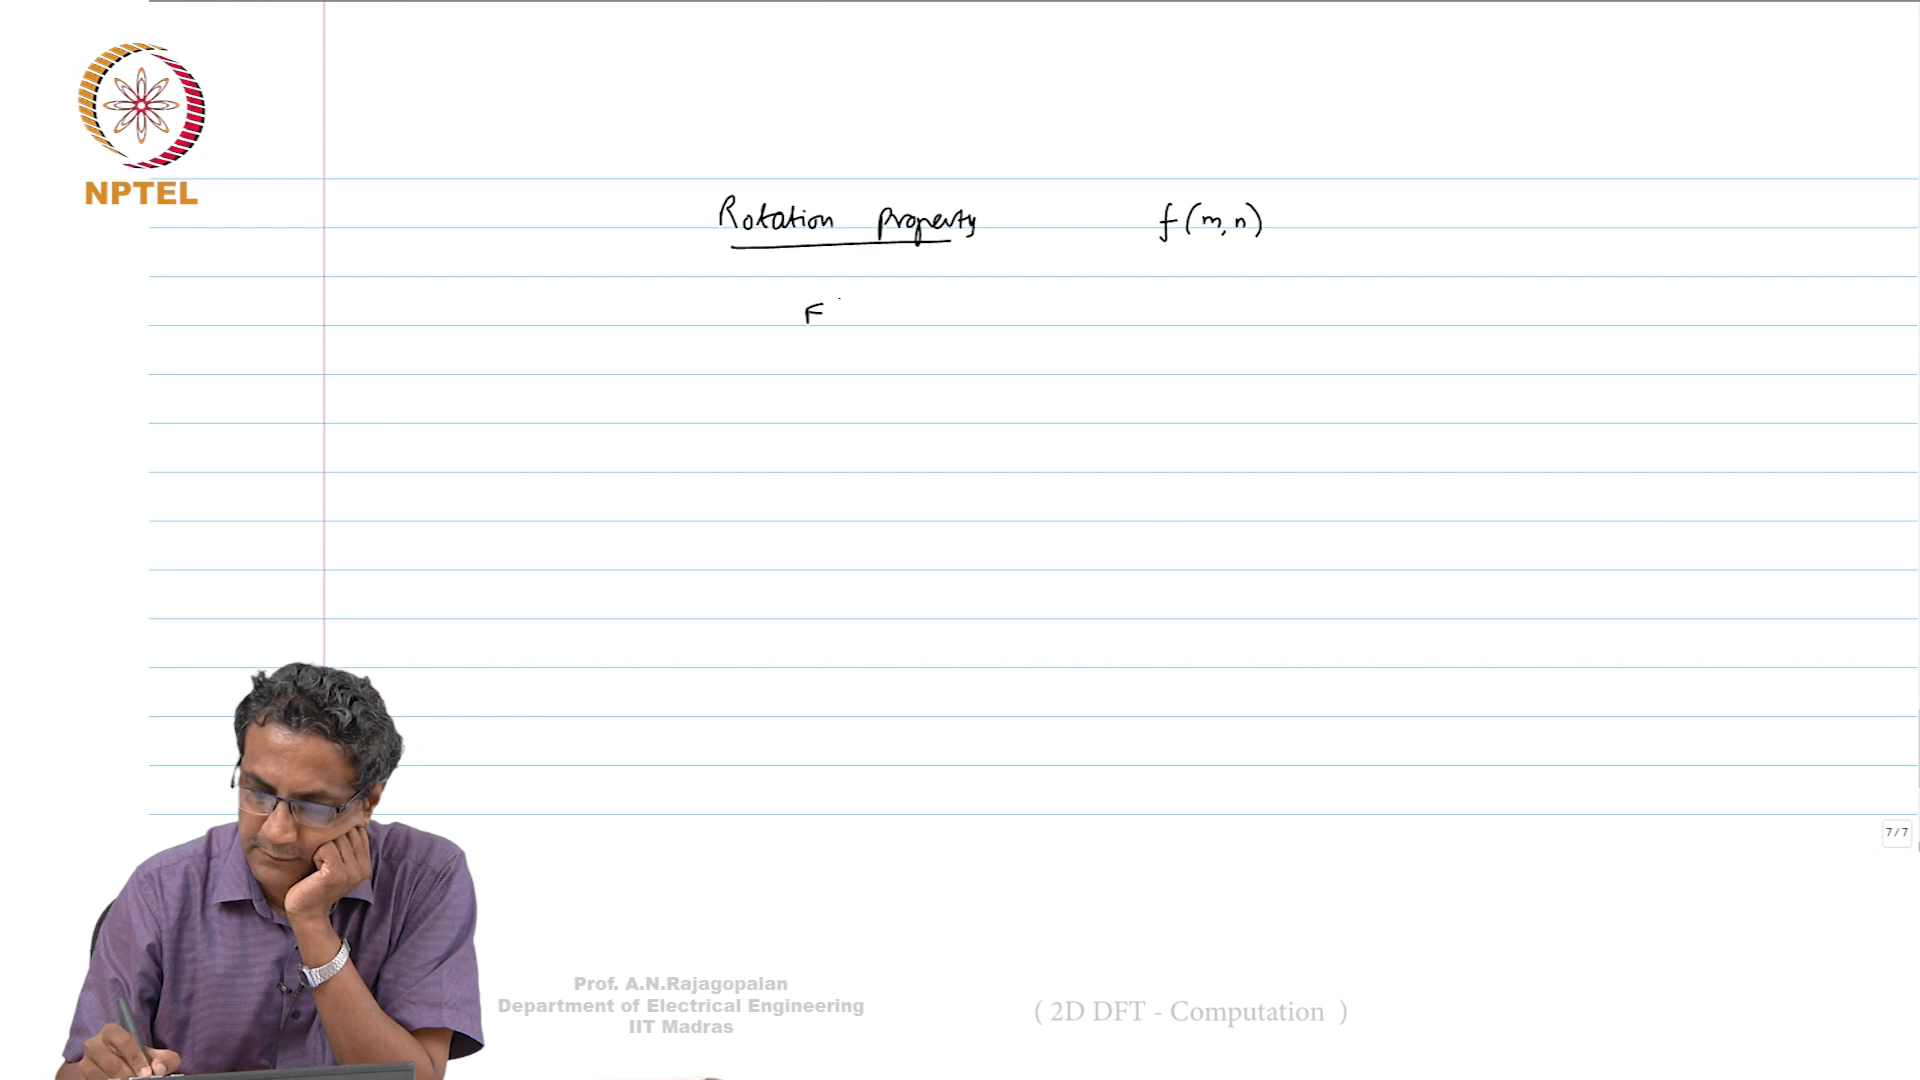 NPTEL
Rotation Property f(m,n)
F
7/7
Prof. A.N.Rajagopalan
Department of Electrical Engineering
IIT Madras
( 2D DFT - Computation )